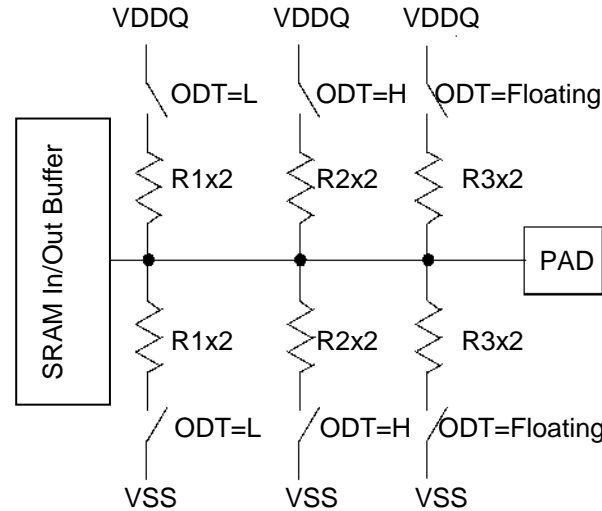 VDDQ VDDQ VDDQ
ODT=L ODT=H ODT=Floating
R1x2 R2x2 R3x2
SRAM In/Out Buffer
PAD
R1x2 R2x2 R3x2
ODT=L ODT=H ODT=Floating
VSS VSS VSS